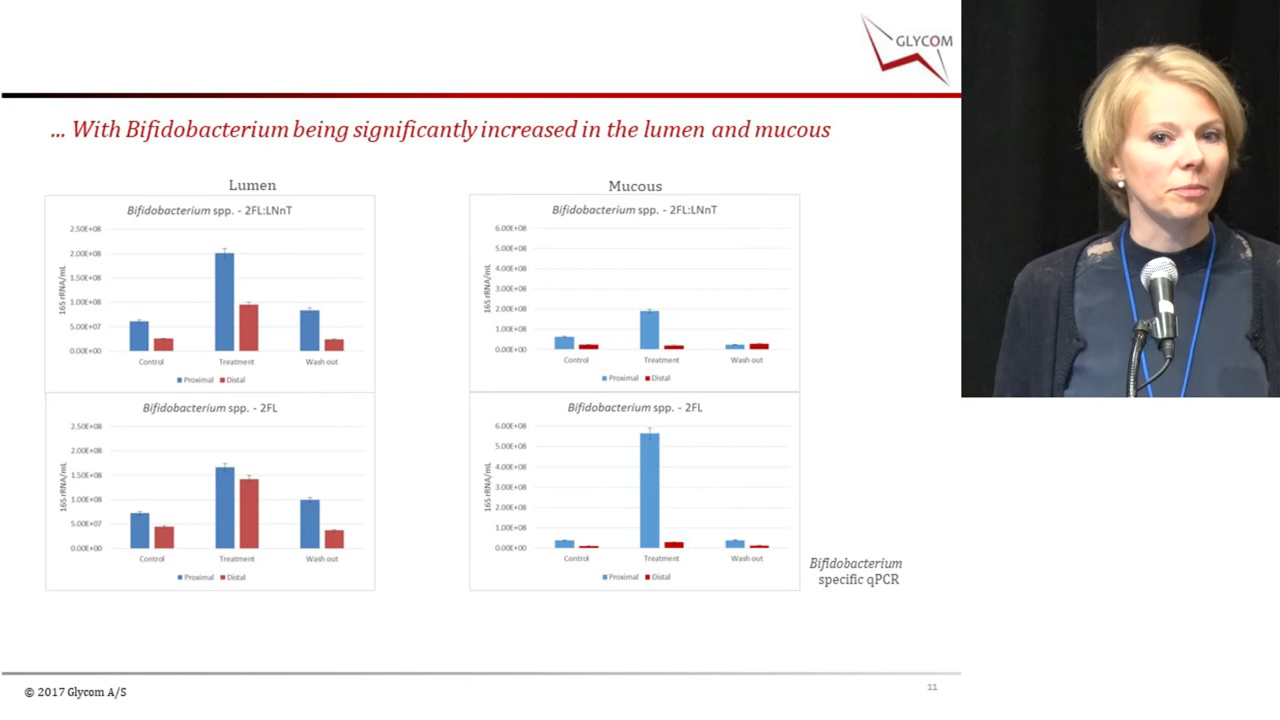 GLYCOM
... With Bifidobacterium being significantly increased in the lumen and mucous
Lumen
Bifidobacterium spp. - 2FL:LNnT
16S rRNA/mL
2.50E+08
2.00E+08
1.50E+08
1.00E+08
5.00E+07
0.00E+00
Control Treatment Wash out
Proximal Distal
Bifidobacterium spp. - 2FL
16S rRNA/mL
2.50E+08
2.00E+08
1.50E+08
1.00E+08
5.00E+07
0.00E+00
Control Treatment Wash out
Proximal Distal
Mucous
Bifidobacterium spp. - 2FL:LNnT
16S rRNA/mL
6.00E+08
5.00E+08
4.00E+08
3.00E+08
2.00E+08
1.00E+08
0.00E+00
Control Treatment Wash out
Proximal Distal
Bifidobacterium spp. - 2FL
16S rRNA/mL
6.00E+08
5.00E+08
4.00E+08
3.00E+08
2.00E+08
1.00E+08
0.00E+00
Control Treatment Wash out
Proximal Distal
Bifidobacterium
specific qPCR
© 2017 Glycom A/S
11